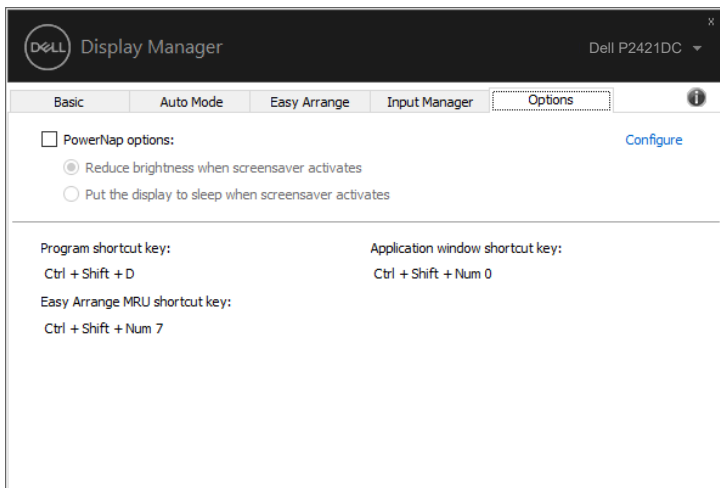 x
DELL Display Manager
Dell P2421DC
Basic Auto Mode Easy Arrange Input Manager Options
PowerNap options: Configure
Reduce brightness when screensaver activates
Put the display to sleep when screensaver activates
Program shortcut key: Application window shortcut key:
Ctrl + Shift + D Ctrl + Shift + Num 0
Easy Arrange MRU shortcut key:
Ctrl + Shift + Num 7